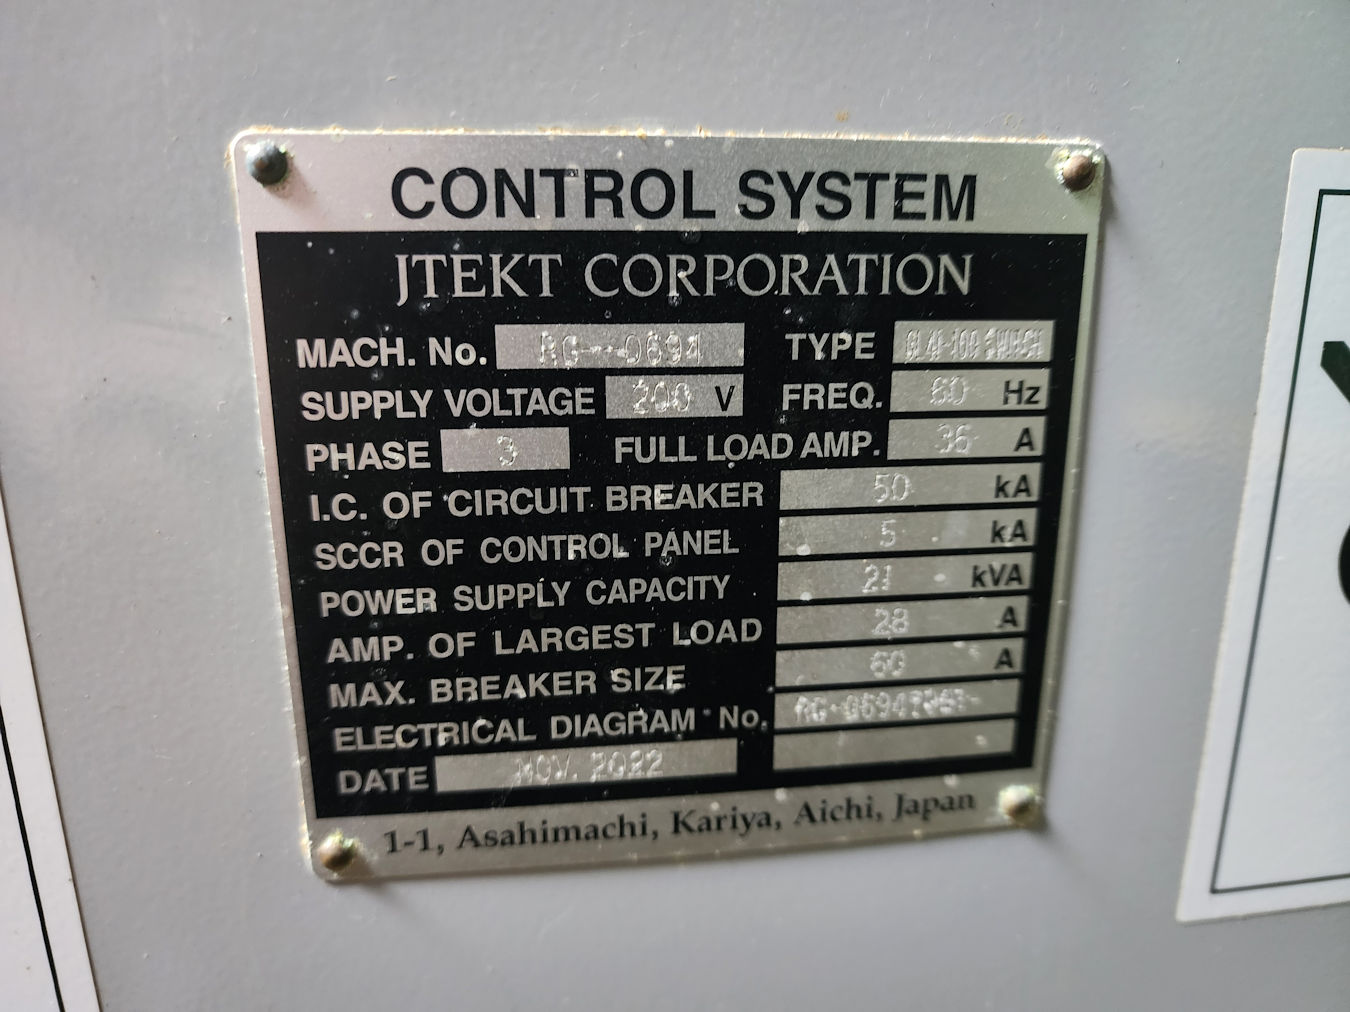 CONTROL SYSTEM
JTEKT CORPORATION
MACH. No. RG--0694 TYPE
SUPPLY VOLTAGE 200 V FREQ. 60 Hz
PHASE 3 FULL LOAD AMP. 36 A
I.C. OF CIRCUIT BREAKER 50 kA
SCCR OF CONTROL PANEL 5 kA
POWER SUPPLY CAPACITY 21 kVA
AMP. OF LARGEST LOAD 28 A
MAX. BREAKER SIZE 60 A
ELECTRICAL DIAGRAM No.
DATE NOV. 2022
1-1, Asahimachi, Kariya, Aichi, Japan